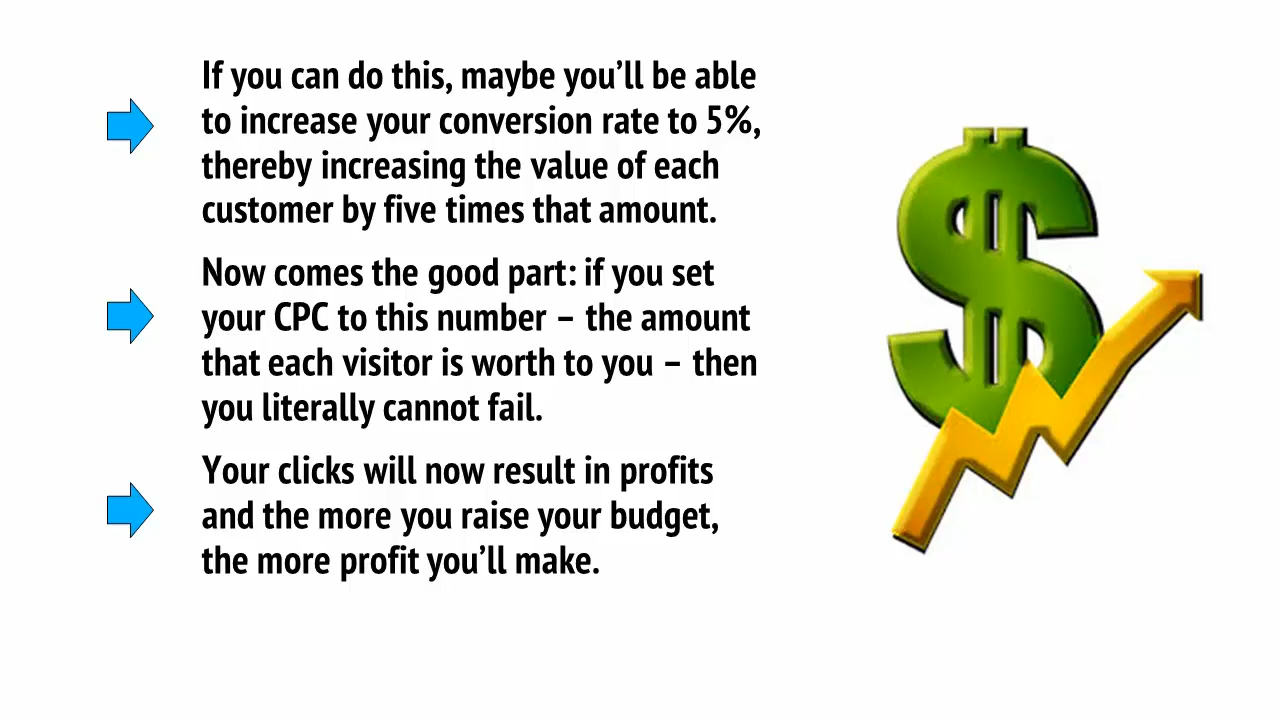 If you can do this, maybe you’ll be able
to increase your conversion rate to 5%,
thereby increasing the value of each
customer by five times that amount.
Now comes the good part: if you set
your CPC to this number – the amount
that each visitor is worth to you – then
you literally cannot fail.
Your clicks will now result in profits
and the more you raise your budget,
the more profit you’ll make.